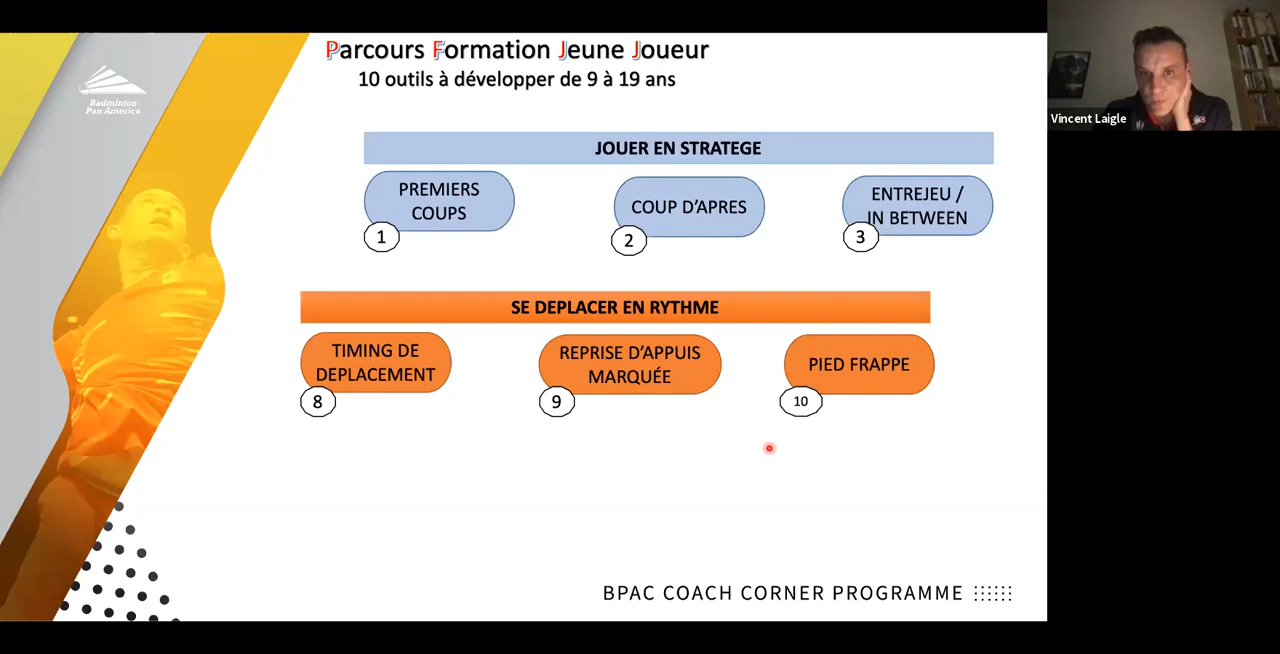 Parcours Formation Jeune Joueur
10 outils à développer de 9 à 19 ans
Badminton
Pan America
Vincent Laigle
JOUER EN STRATEGE
PREMIERS
COUPS
1
COUP D’APRES
2
ENTREJEU /
IN BETWEEN
3
SE DEPLACER EN RYTHME
TIMING DE
DEPLACEMENT
8
REPRISE D’APPUIS
MARQUÉE
9
PIED FRAPPE
10
BPAC COACH CORNER PROGRAMME